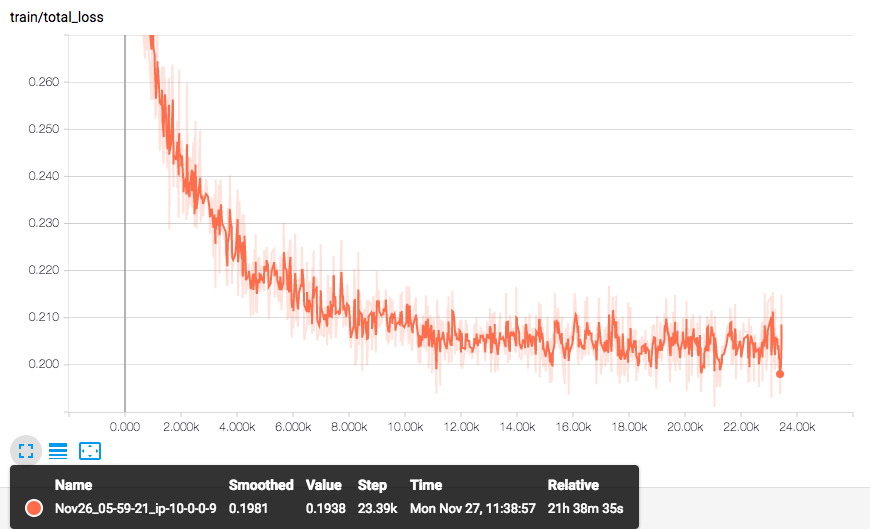 train/total_loss
0.260
0.250
0.240
0.230
0.220
0.210
0.200
0.000 2.000k 4.000k 6.000k 8.000k 10.00k 12.00k 14.00k 16.00k 18.00k 20.00k 22.00k 24.00k
Name Smoothed Value Step Time Relative
Nov26_05-59-21_ip-10-0-0-9 0.1981 0.1938 23.39k Mon Nov 27, 11:38:57 21h 38m 35s